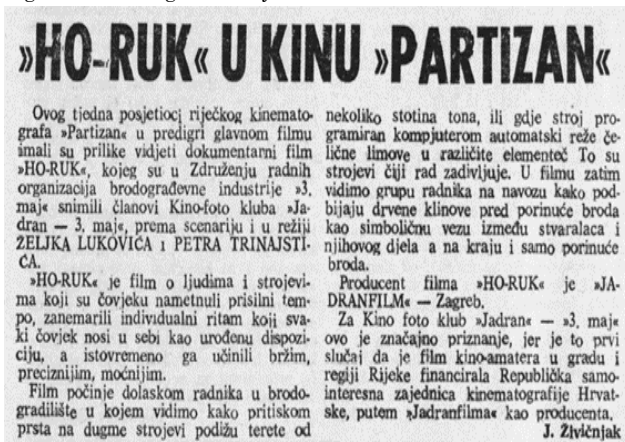 »HO-RUK« U KINU »PARTIZAN«
Ovog tjedna posjetioci riječkog kinemato-
grafa »Partizan« u predigri glavnom filmu
imali su prilike vidjeti dokumentarni film
»HO-RUK«, kojeg su u Združenju radnih
organizacija brodograđevne industrije »3.
maj« snimili članovi Kino-foto kluba »Ja-
dran — 3. maj«, prema scenariju i u režiji
ŽELJKA LUKOVIĆA i PETRA TRINAJSTI-
ĆA.
»HO-RUK« je film o ljudima i strojevi-
ma koji su čovjeku nametnuli prisilni tem-
po, zanemarili individualni ritam koji sva-
ki čovjek nosi u sebi kao urođenu dispozi-
ciju, a istovremeno ga učinili bržim,
preciznijim, moćnijim.
Film počinje dolaskom radnika u brodo-
gradilište u kojem vidimo kako pritiskom
prsta na dugme strojevi podižu terete od
nekoliko stotina tona, ili gdje stroj pro-
gramiran kompjuterom automatski reže če-
lične limove u različite elementeč To su
strojevi čiji rad zadivljuje. U filmu zatim
vidimo grupu radnika na navozu kako pod-
bijaju drvene klinove pred porinuće broda
kao simboličnu vezu između stvaralaca i
njihovog djela a na kraju i samo porinuće
broda.
Producent filma »HO-RUK« je »JA-
DRANFILM« — Zagreb.
Za Kino foto klub »Jadran« — »3. maj«
ovo je značajno priznanje, jer je to prvi
slučaj da je film kino-amatera u gradu i
regiji Rijeke financirala Republička samo-
interesna zajednica kinematografije Hrvat-
ske, putem »Jadranfilma« kao producenta.
J. Živičnjak